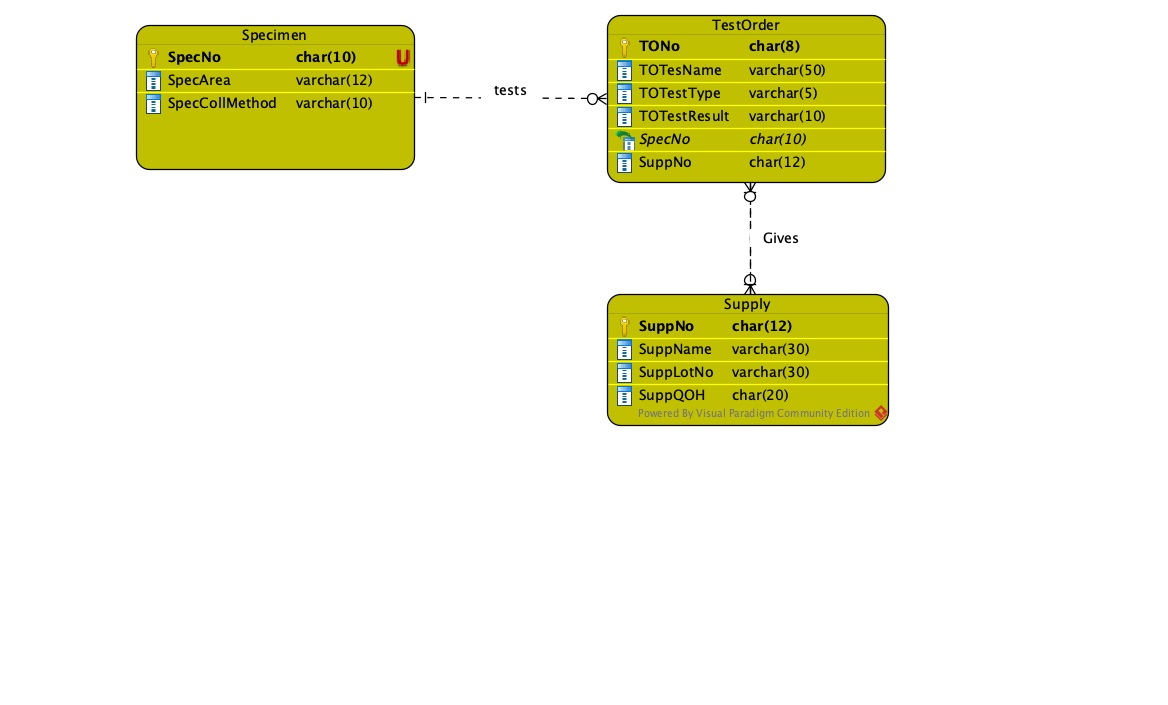 Specimen
SpecNo char(10) U
SpecArea varchar(12)
SpecCollMethod varchar(10)
tests
TestOrder
TONo char(8)
TOTesName varchar(50)
TOTestType varchar(5)
TOTestResult varchar(10)
SpecNo char(10)
SuppNo char(12)
Gives
Supply
SuppNo char(12)
SuppName varchar(30)
SuppLotNo varchar(30)
SuppQOH char(20)
Powered By Visual Paradigm Community Edition